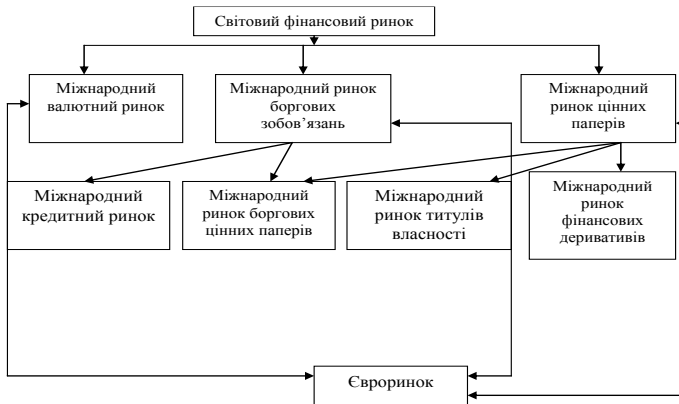 Світовий фінансовий ринок
Міжнародний
валютний ринок
Міжнародний ринок
боргових
зобов’язань
Міжнародний
ринок цінних
паперів
Міжнародний
кредитний ринок
Міжнародний
ринок боргових
цінних паперів
Міжнародний
ринок титулів
власності
Міжнародний
ринок
фінансових
деривативів
Євроринок